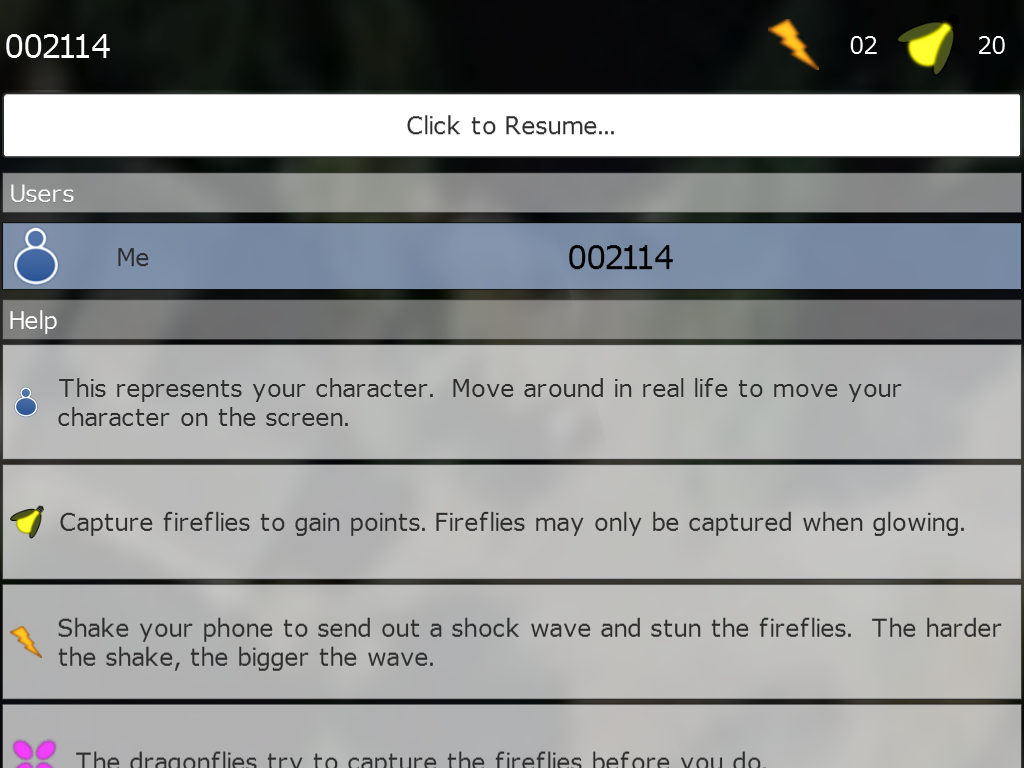 002114
02
20
Click to Resume...
Users
Me
002114
Help
This represents your character.  Move around in real life to move your
character on the screen.
Capture fireflies to gain points. Fireflies may only be captured when glowing.
Shake your phone to send out a shock wave and stun the fireflies.  The harder
the shake, the bigger the wave.
The dragonflies try to capture the fireflies before you do.